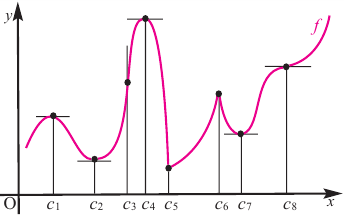 y
f
O c₁ c₂ c₃ c₄ c₅ c₆ c₇ c₈ x